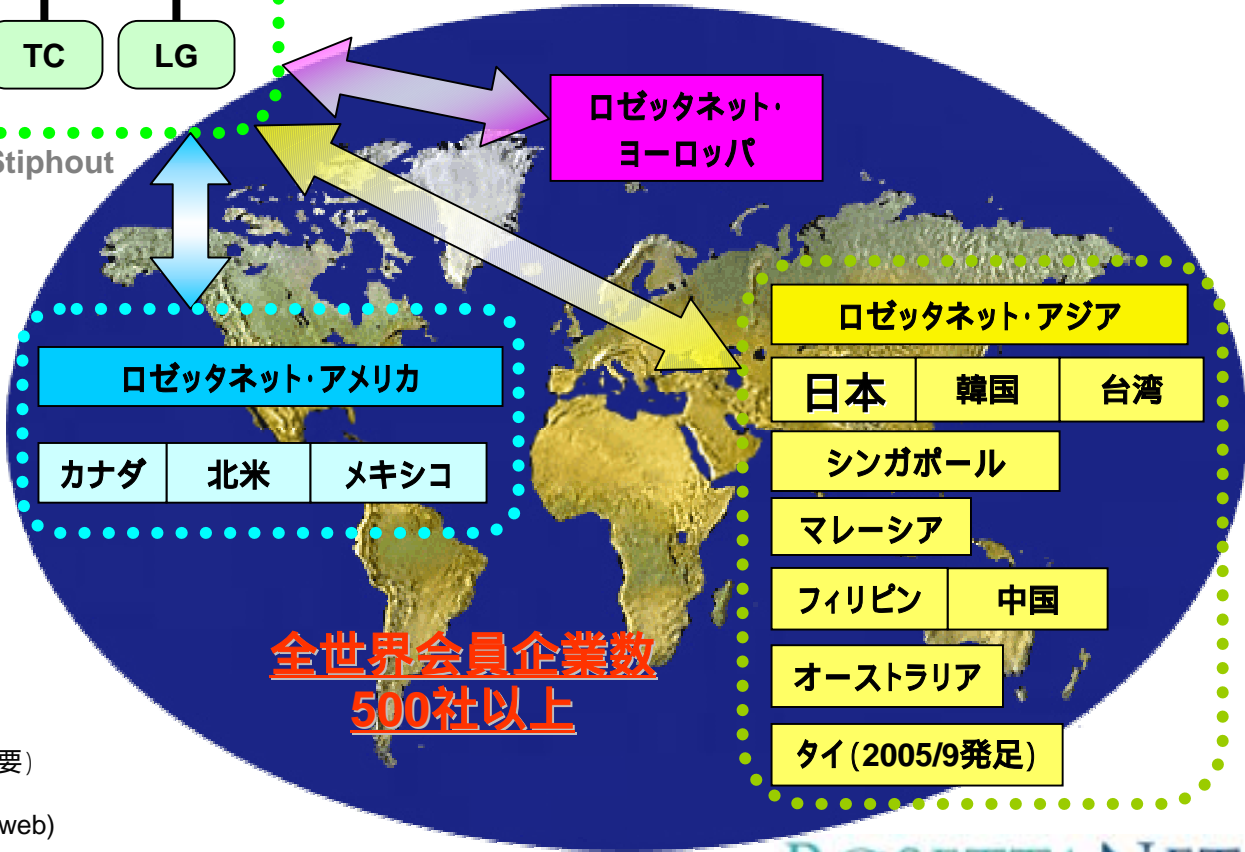 TC
LG
Stiphout
ロゼッタネット・
ヨーロッパ
ロゼッタネット・アメリカ
カナダ
北米
メキシコ
ロゼッタネット・アジア
日本
韓国
台湾
シンガポール
マレーシア
フィリピン
中国
オーストラリア
タイ(2005/9発足)
全世界会員企業数
500社以上
要)
web)